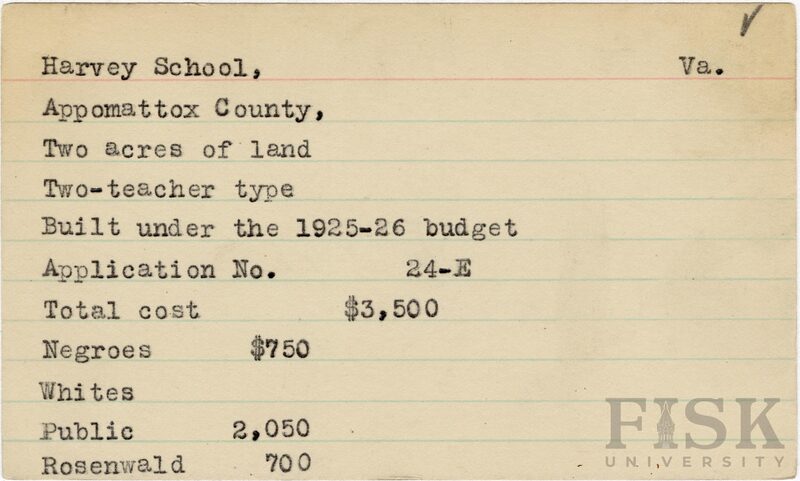 Harvey School, Va.
Appomattox County,
Two acres of land
Two-teacher type
Built under the 1925-26 budget
Application No. 24-E
Total cost $3,500
Negroes $750
Whites
Public 2,050
Rosenwald 700
FISK
UNIVERSITY